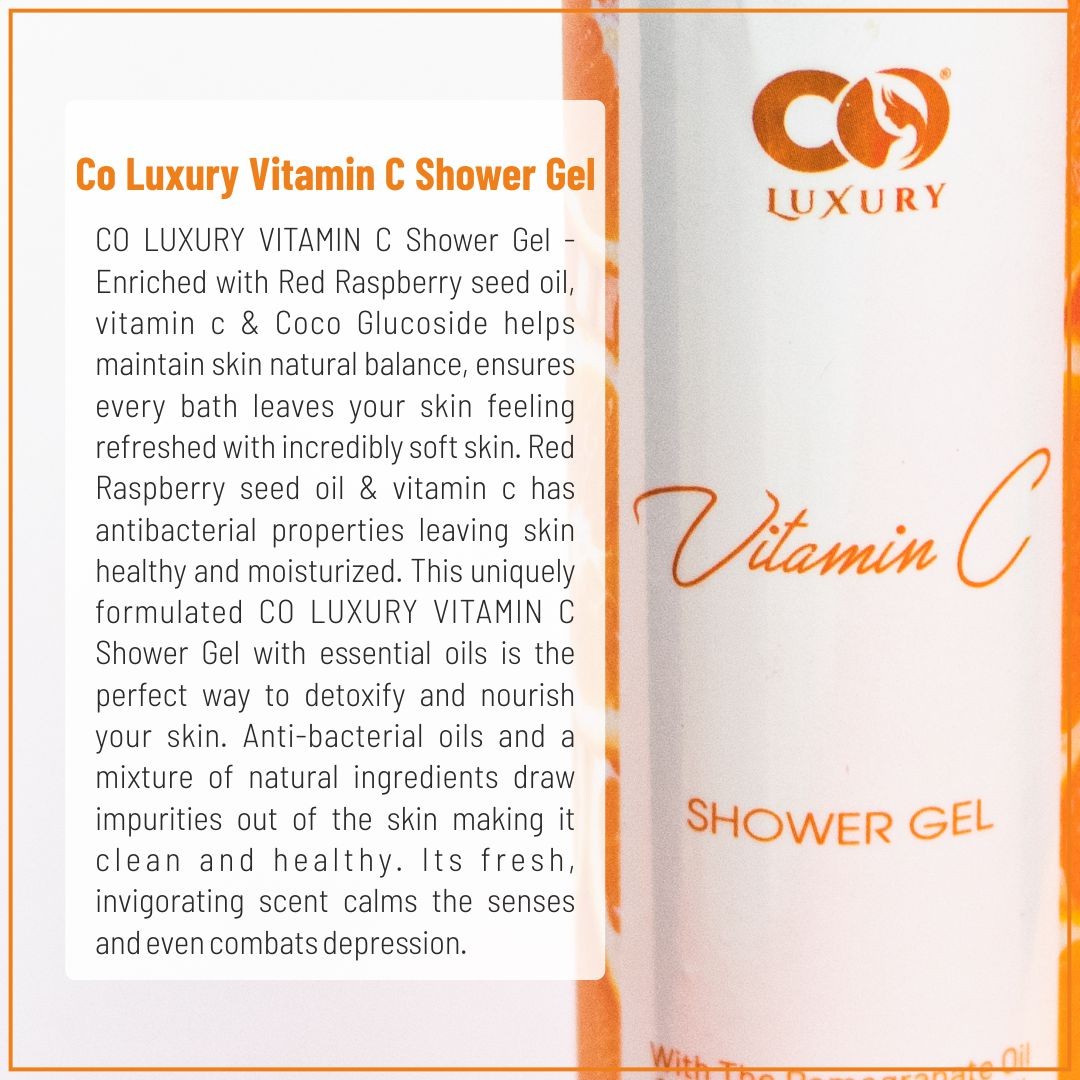 Co Luxury Vitamin C Shower Gel
CO LUXURY VITAMIN C Shower Gel -
Enriched with Red Raspberry seed oil,
vitamin c & Coco Glucoside helps
maintain skin natural balance, ensures
every bath leaves your skin feeling
refreshed with incredibly soft skin. Red
Raspberry seed oil & vitamin c has
antibacterial properties leaving skin
healthy and moisturized. This uniquely
formulated CO LUXURY VITAMIN C
Shower Gel with essential oils is the
perfect way to detoxify and nourish
your skin. Anti-bacterial oils and a
mixture of natural ingredients draw
impurities out of the skin making it
clean and healthy. Its fresh,
invigorating scent calms the senses
and even combats depression.
CO®
LUXURY
Vitamin C
SHOWER GEL
With The Pomegranate Oil